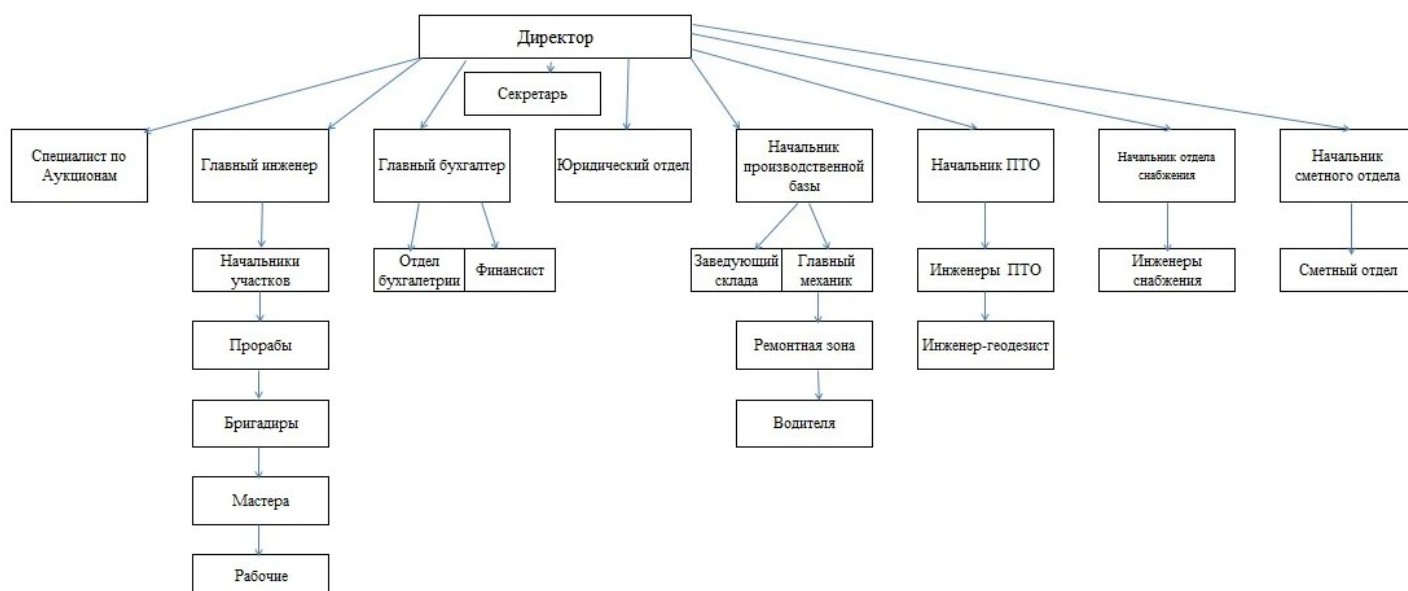 Директор
Секретарь
Специалист по
Аукционам
Главный инженер
Главный бухгалтер
Юридический отдел
Начальник
производственной
базы
Начальник ПТО
Начальник отдела
снабжения
Начальник
сметного отдела
Начальники
участков
Отдел
бухгалетрии
Финансист
Заведующий
склада
Главный
механик
Инженеры ПТО
Инженеры
снабжения
Сметный отдел
Прорабы
Ремонтная зона
Инженер-геодезист
Бригадиры
Водителя
Мастера
Рабочие